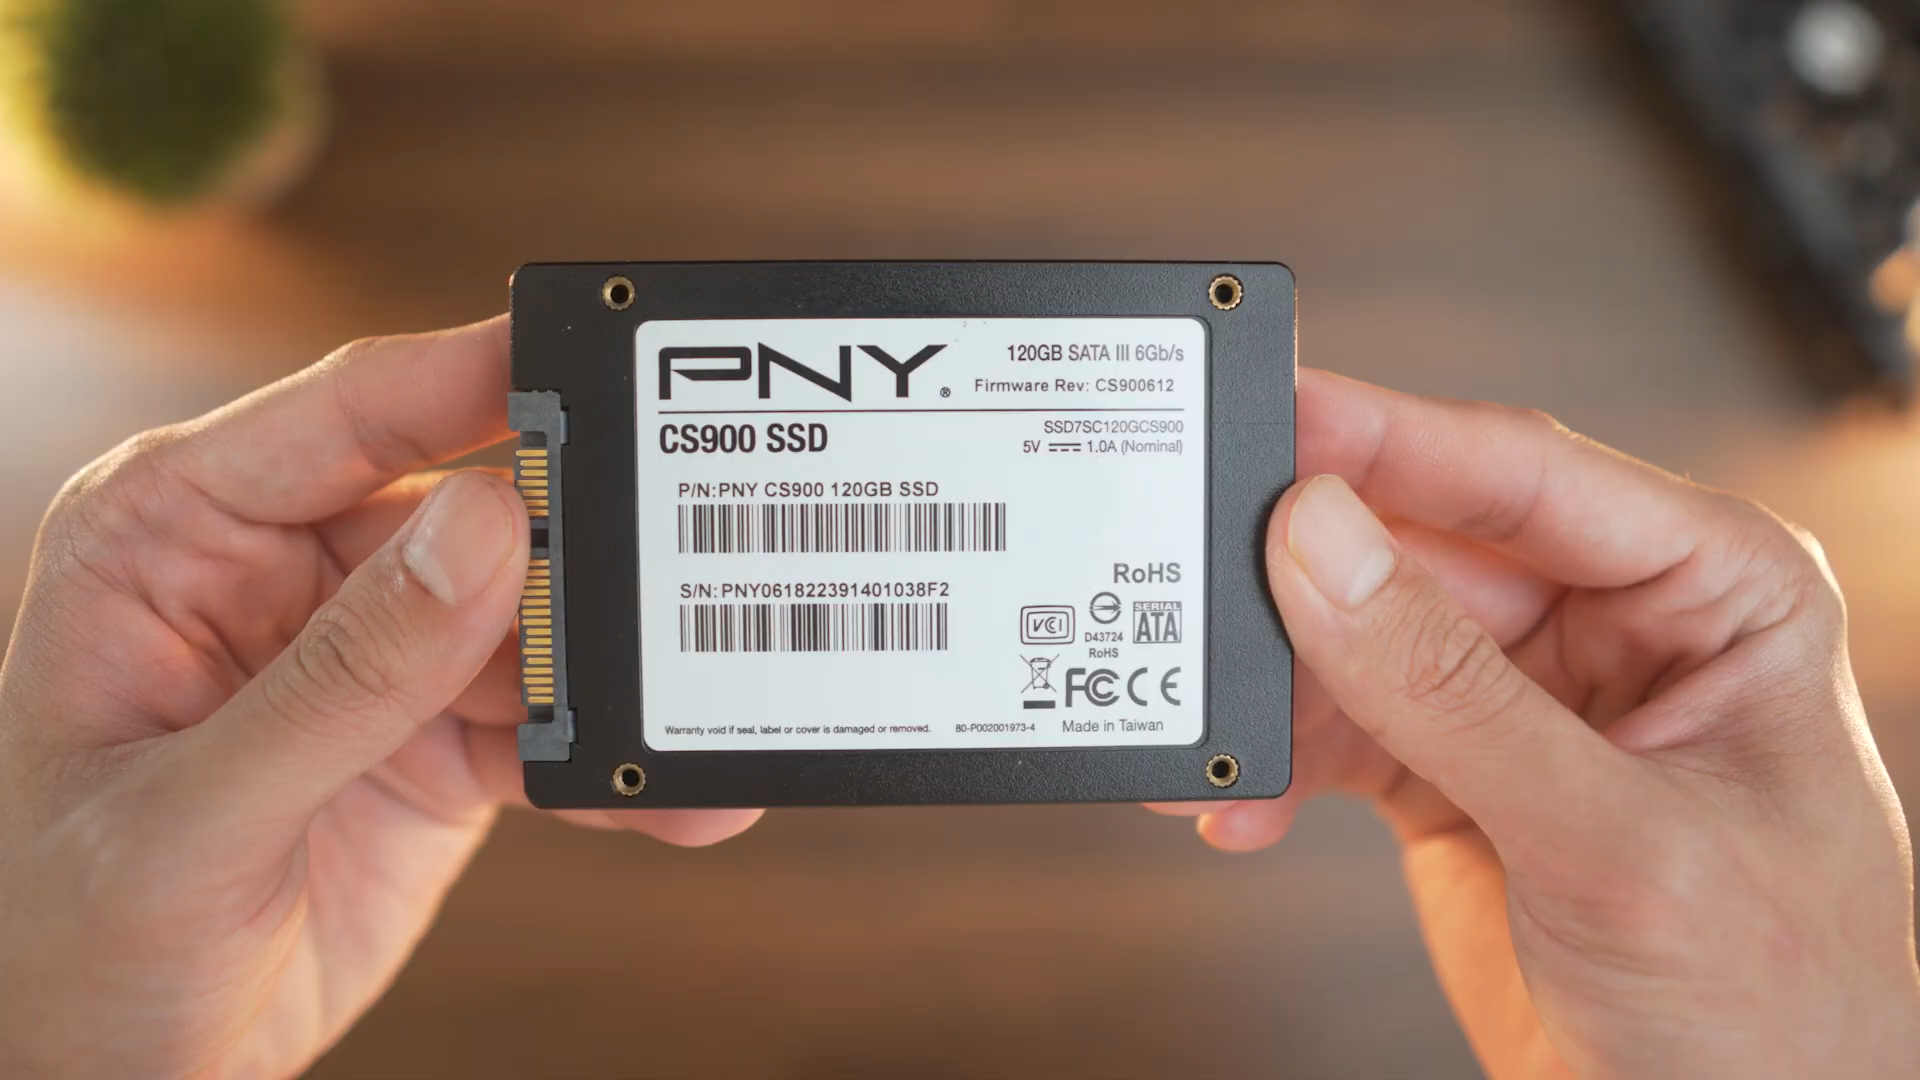 PNY®
120GB SATA III 6Gb/s
Firmware Rev: CS900612
CS900 SSD
SSD7SC120GCS900
5V 1.0A (Nominal)
P/N:PNY CS900 120GB SSD
S/N:PNY061822391401038F2
RoHS
VCI
D43724
RoHS
SERIAL
ATA
FC CE
Warranty void if seal, label or cover is damaged or removed.
80-P002001973-4
Made in Taiwan